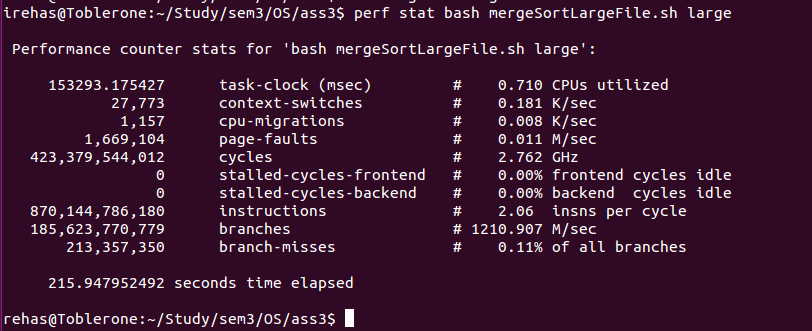 irehas@Toblerone:~/Study/sem3/OS/ass3$ perf stat bash mergeSortLargeFile.sh large
Performance counter stats for 'bash mergeSortLargeFile.sh large':
153293.175427 task-clock (msec) # 0.710 CPUs utilized
27,773 context-switches # 0.181 K/sec
1,157 cpu-migrations # 0.008 K/sec
1,669,104 page-faults # 0.011 M/sec
423,379,544,012 cycles # 2.762 GHz
0 stalled-cycles-frontend # 0.00% frontend cycles idle
0 stalled-cycles-backend # 0.00% backend cycles idle
870,144,786,180 instructions # 2.06 insns per cycle
185,623,770,779 branches # 1210.907 M/sec
213,357,350 branch-misses # 0.11% of all branches
215.947952492 seconds time elapsed
rehas@Toblerone:~/Study/sem3/OS/ass3$